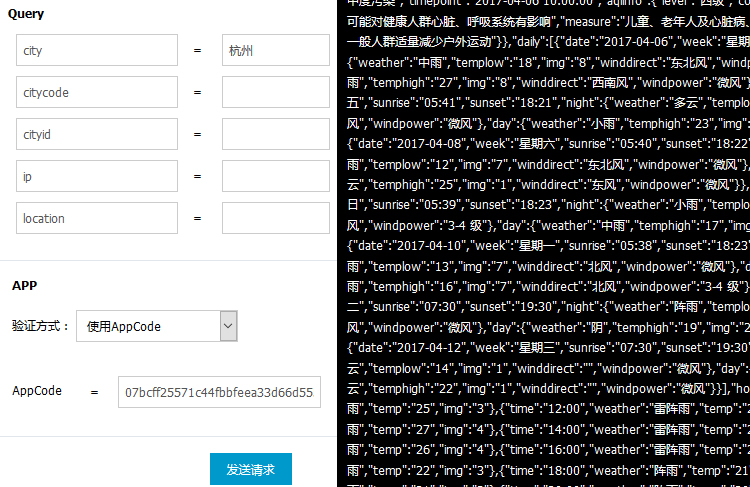 Query
city = 杭州
citycode =
cityid =
ip =
location =
APP
验证方式： 使用AppCode
AppCode = 07bcff25571c44fbbfeea33d66d55
发送请求
中度污染","timepoint":"2017-04-06 10:00:00","aqiinfo":{"level":"四级","co
可能对健康人群心脏、呼吸系统有影响","measure":"儿童、老年人及心脏病、
一般人群适量减少户外运动"}},"daily":[{"date":"2017-04-06","week":"星期
{"weather":"中雨","templow":"18","img":"8","winddirect":"东北风","windp
雨","temphigh":"27","img":"8","winddirect":"西南风","windpower":"微风"}
五","sunrise":"05:41","sunset":"18:21","night":{"weather":"多云","templo
风","windpower":"微风"},"day":{"weather":"小雨","temphigh":"23","img":
{"date":"2017-04-08","week":"星期六","sunrise":"05:40","sunset":"18:22"
雨","templow":"12","img":"7","winddirect":"东北风","windpower":"微风"},
云","temphigh":"25","img":"1","winddirect":"东风","windpower":"微风"}},
日","sunrise":"05:39","sunset":"18:23","night":{"weather":"小雨","templo
风","windpower":"3-4 级"},"day":{"weather":"中雨","temphigh":"17","img
{"date":"2017-04-10","week":"星期一","sunrise":"05:38","sunset":"18:23
雨","templow":"13","img":"7","winddirect":"北风","windpower":"微风"},"d
雨","temphigh":"16","img":"7","winddirect":"北风","windpower":"3-4 级"}
二","sunrise":"07:30","sunset":"19:30","night":{"weather":"阵雨","templo
风","windpower":"微风"},"day":{"weather":"阴","temphigh":"19","img":"2
{"date":"2017-04-12","week":"星期三","sunrise":"07:30","sunset":"19:30
云","templow":"14","img":"1","winddirect":"","windpower":"微风"},"day":
云","temphigh":"22","img":"1","winddirect":"","windpower":"微风"}}],"ho
雨","temp":"25","img":"3"},{"time":"12:00","weather":"雷阵雨","temp":"2
雨","temp":"27","img":"4"},{"time":"14:00","weather":"雷阵雨","temp":"2
雨","temp":"26","img":"4"},{"time":"16:00","weather":"雷阵雨","temp":"2
雨","temp":"22","img":"3"},{"time":"18:00","weather":"阵雨","temp":"21